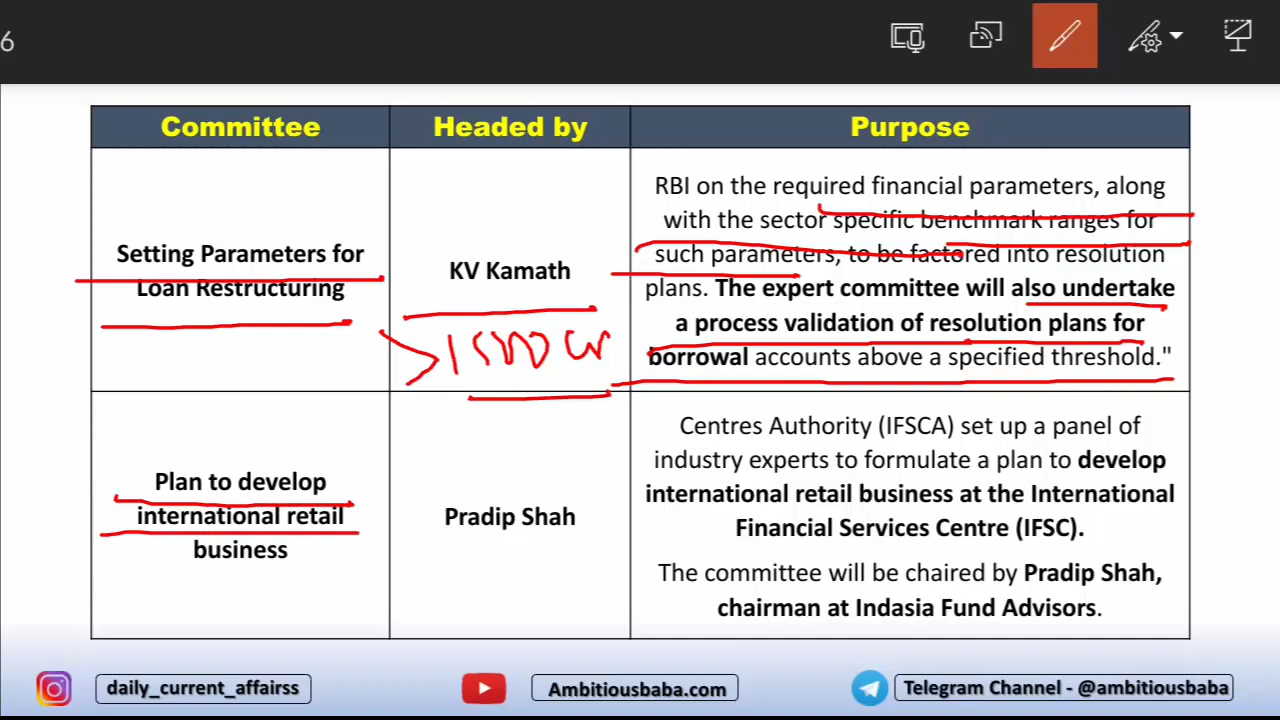 6
Committee
Headed by
Purpose
Setting Parameters for
Loan Restructuring
KV Kamath
RBI on the required financial parameters, along
with the sector specific benchmark ranges for
such parameters, to be factored into resolution
plans. The expert committee will also undertake
a process validation of resolution plans for
borrowal accounts above a specified threshold."
Plan to develop
international retail
business
Pradip Shah
Centres Authority (IFSCA) set up a panel of
industry experts to formulate a plan to develop
international retail business at the International
Financial Services Centre (IFSC).
The committee will be chaired by Pradip Shah,
chairman at Indasia Fund Advisors.
daily_current_affairss
Ambitiousbaba.com
Telegram Channel - @ambitiousbaba